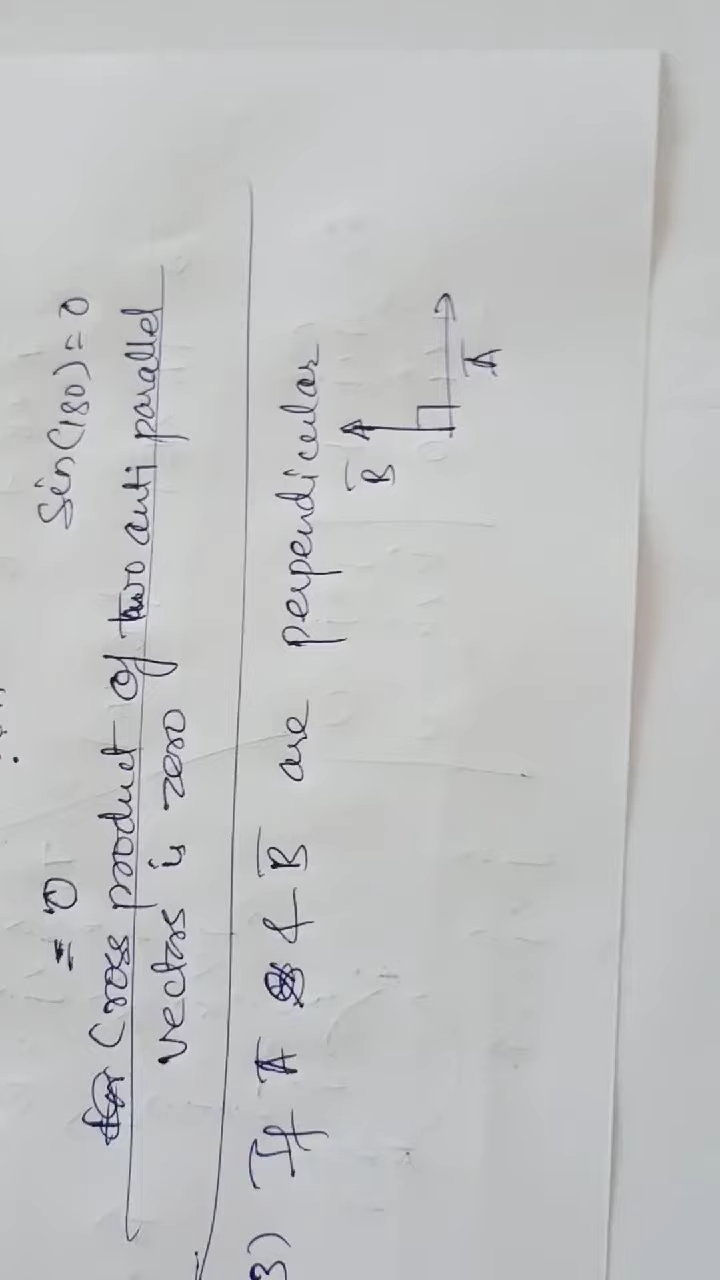 = 0 Sin(180) = 0
Cross product of two anti parallel
vectors is zero
3) If A̅ & B̅ are perpendicular
B̅
A̅